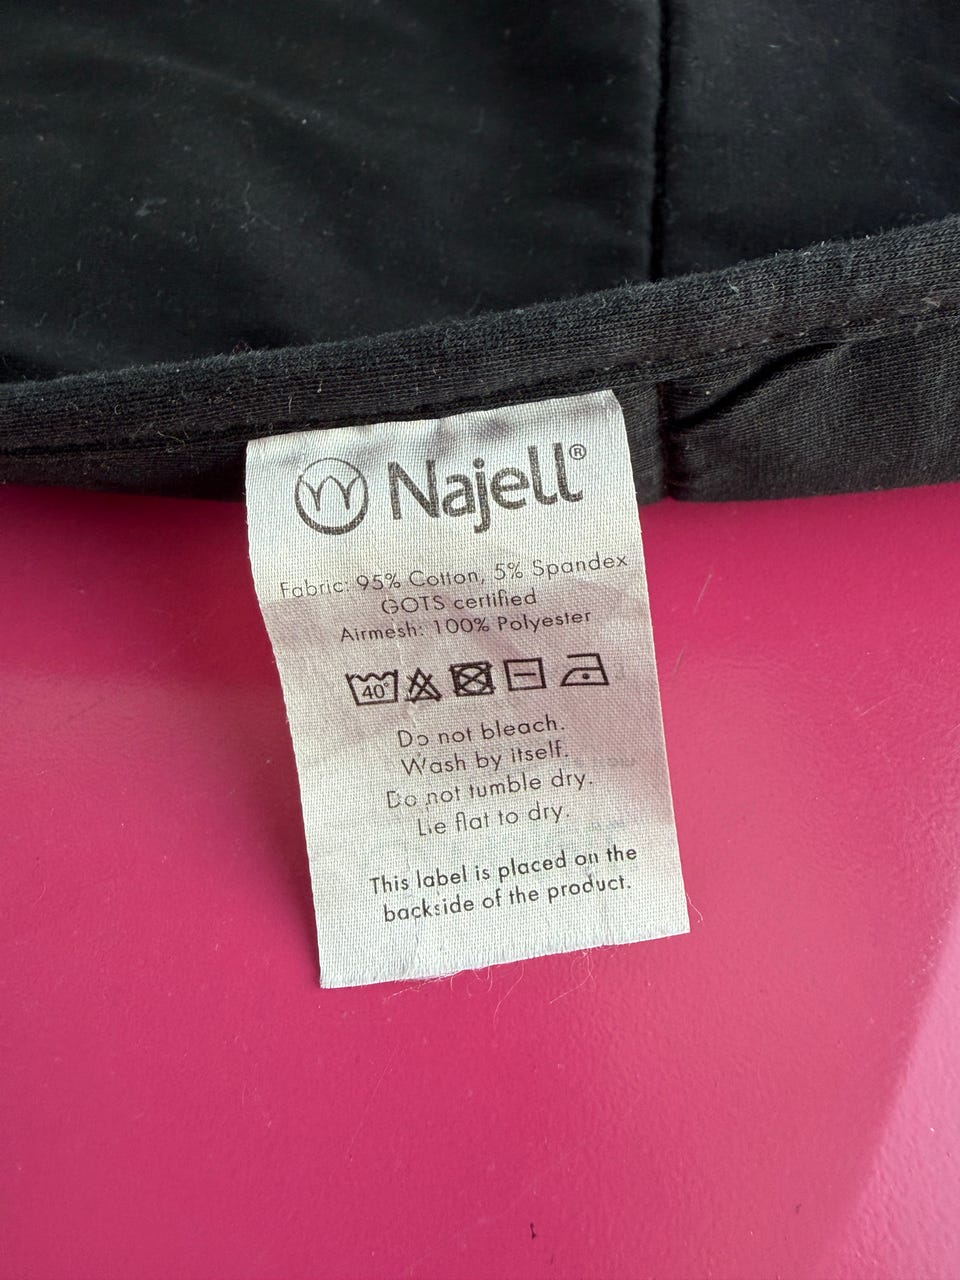 Najell®
Fabric: 95% Cotton, 5% Spandex
GOTS certified
Airmesh: 100% Polyester
40°
Do not bleach.
Wash by itself.
Do not tumble dry.
Lie flat to dry.
This label is placed on the
backside of the product.